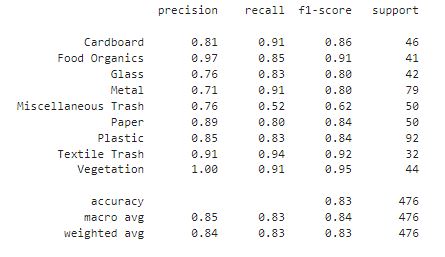 precision recall f1-score support
Cardboard 0.81 0.91 0.86 46
Food Organics 0.97 0.85 0.91 41
Glass 0.76 0.83 0.80 42
Metal 0.71 0.91 0.80 79
Miscellaneous Trash 0.76 0.52 0.62 50
Paper 0.89 0.80 0.84 50
Plastic 0.85 0.83 0.84 92
Textile Trash 0.91 0.94 0.92 32
Vegetation 1.00 0.91 0.95 44
accuracy 0.83 476
macro avg 0.85 0.83 0.84 476
weighted avg 0.84 0.83 0.83 476